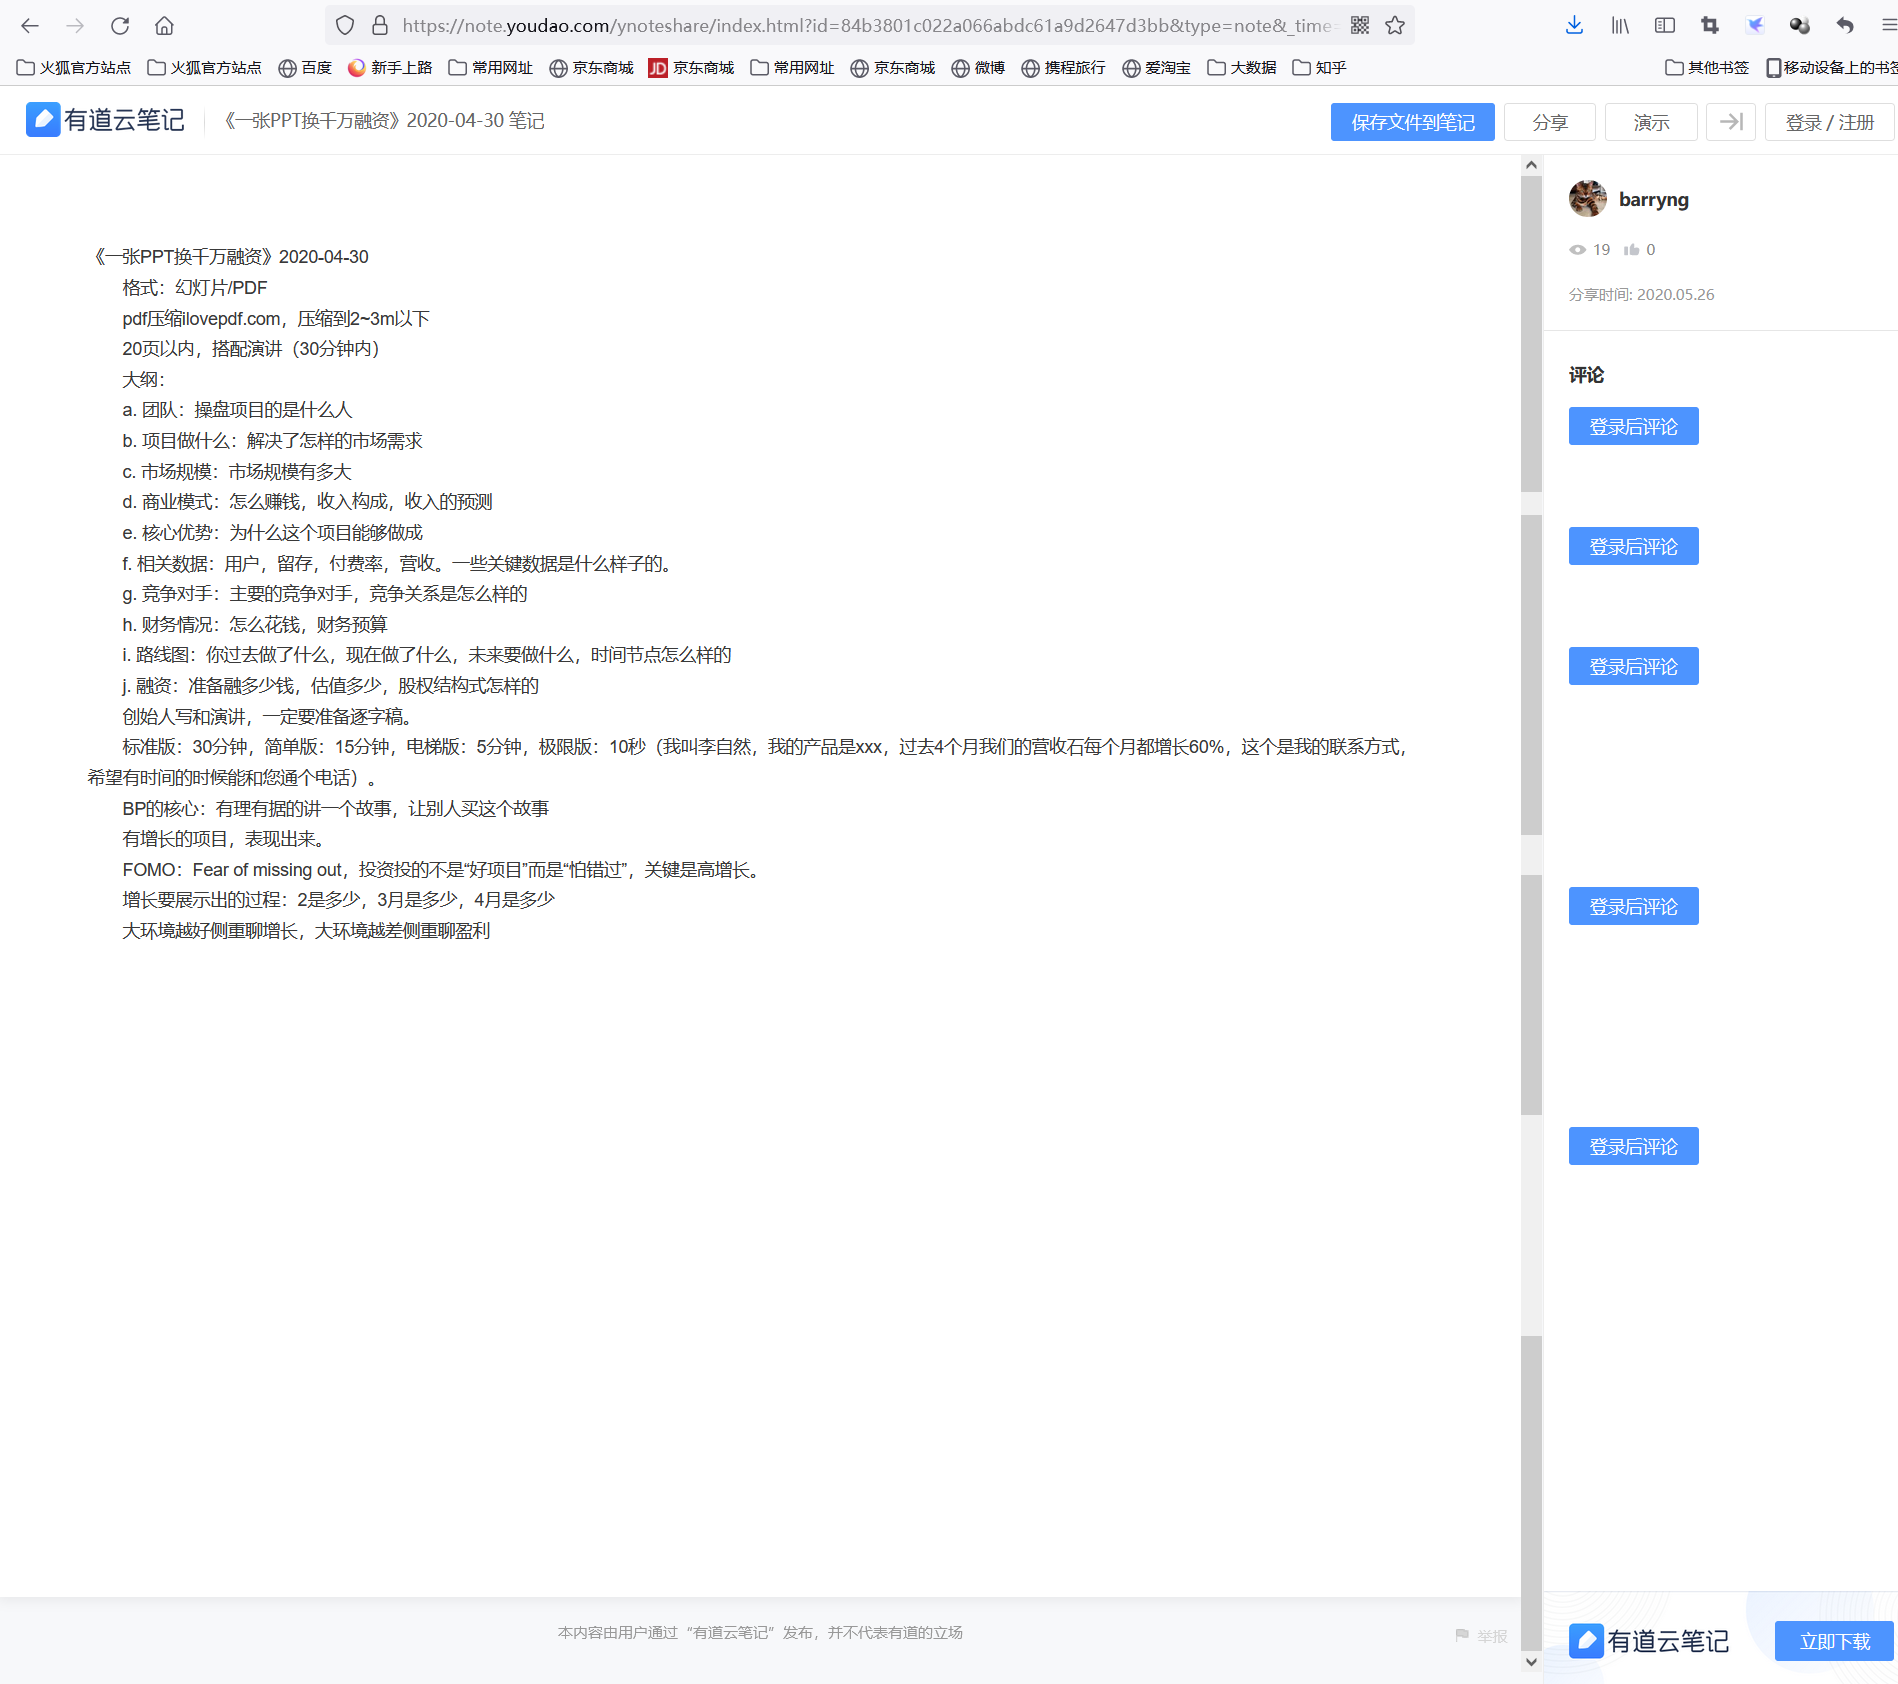 https://note.youdao.com/ynoteshare/index.html?id=84b3801c022a066abdc61a9d2647d3bb&type=note&_time=
火狐官方站点 火狐官方站点 百度 新手上路 常用网址 京东商城 JD 京东商城 常用网址 京东商城 微博 携程旅行 爱淘宝 大数据 知乎 其他书签 移动设备上的书签
有道云笔记 《一张PPT换千万融资》2020-04-30 笔记 保存文件到笔记 分享 演示 登录 / 注册
《一张PPT换千万融资》2020-04-30
格式：幻灯片/PDF
pdf压缩ilovepdf.com，压缩到2~3m以下
20页以内，搭配演讲（30分钟内）
大纲：
a. 团队：操盘项目的是什么人
b. 项目做什么：解决了怎样的市场需求
c. 市场规模：市场规模有多大
d. 商业模式：怎么赚钱，收入构成，收入的预测
e. 核心优势：为什么这个项目能够做成
f. 相关数据：用户，留存，付费率，营收。一些关键数据是什么样子的。
g. 竞争对手：主要的竞争对手，竞争关系是怎么样的
h. 财务情况：怎么花钱，财务预算
i. 路线图：你过去做了什么，现在做了什么，未来要做什么，时间节点怎么样的
j. 融资：准备融多少钱，估值多少，股权结构式怎样的
创始人写和演讲，一定要准备逐字稿。
标准版：30分钟，简单版：15分钟，电梯版：5分钟，极限版：10秒（我叫李自然，我的产品是xxx，过去4个月我们的营收石每个月都增长60%，这个是我的联系方式，
希望有时间的时候能和您通个电话）。
BP的核心：有理有据的讲一个故事，让别人买这个故事
有增长的项目，表现出来。
FOMO：Fear of missing out，投资投的不是“好项目”而是“怕错过”，关键是高增长。
增长要展示出的过程：2是多少，3月是多少，4月是多少
大环境越好侧重聊增长，大环境越差侧重聊盈利
本内容由用户通过“有道云笔记”发布，并不代表有道的立场
举报
barryng
19 0
分享时间: 2020.05.26
评论
登录后评论
登录后评论
登录后评论
登录后评论
登录后评论
有道云笔记 立即下载